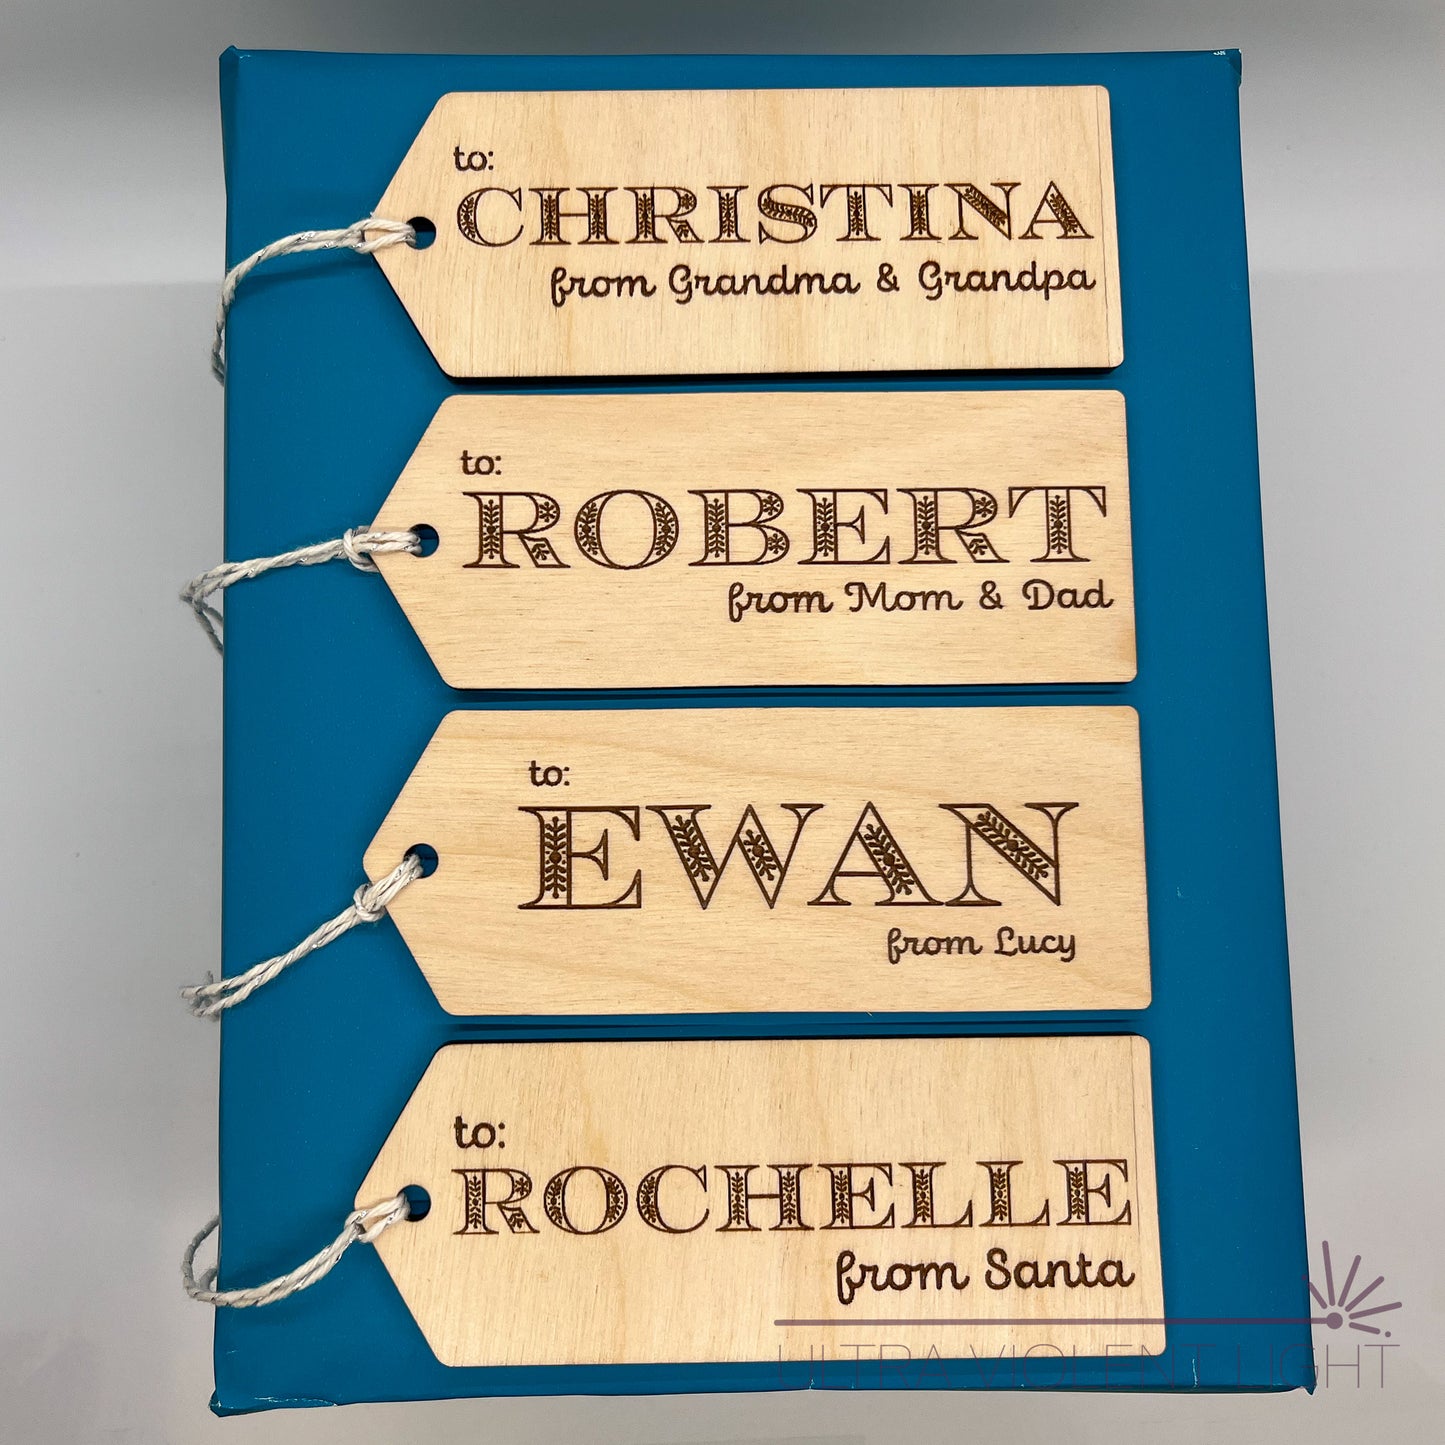 to:
CHRISTINA
from Grandma & Grandpa
to:
ROBERT
from Mom & Dad
to:
EWAN
from Lucy
to:
ROCHELLE
from Santa
ULTRA VIOLENT LIGHT